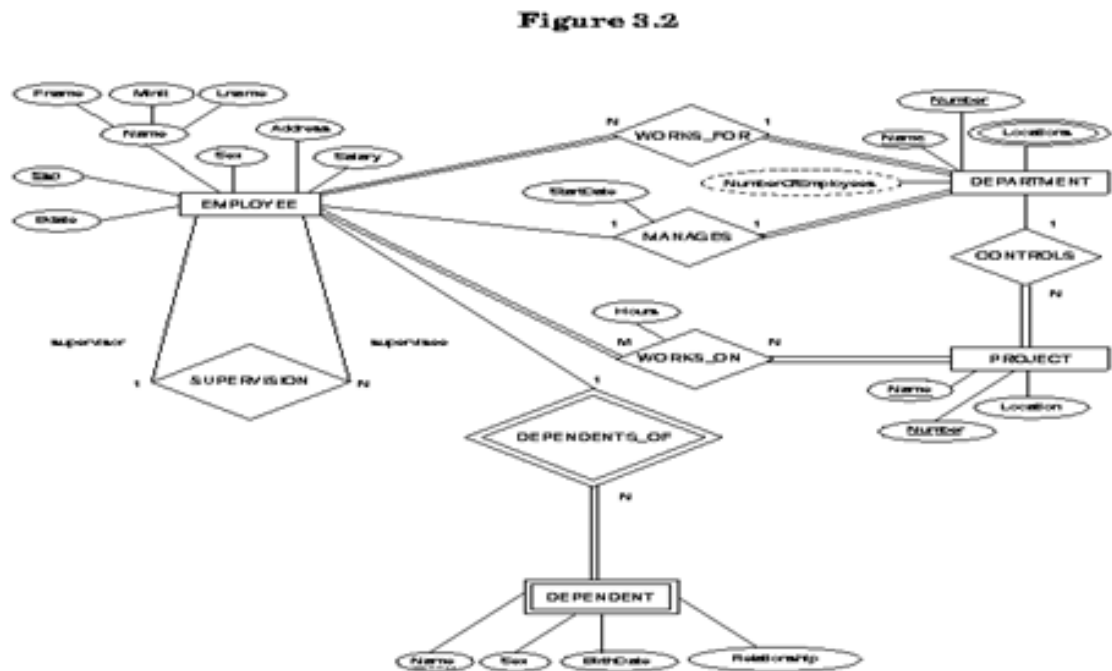 Figure 3.2
Fname
Minit
Lname
Name
Address
Sex
Salary
Bdate
EMPLOYEE
N
WORKS_FOR
1
Number
Name
Locations
NumberOfEmployees
DEPARTMENT
StartDate
1
MANAGES
1
1
CONTROLS
N
supervisor
supervisee
1
SUPERVISION
N
Hours
M
WORKS_ON
N
PROJECT
Name
Number
Location
1
DEPENDENTS_OF
N
DEPENDENT
Name
Sex
BirthDate
Relationship